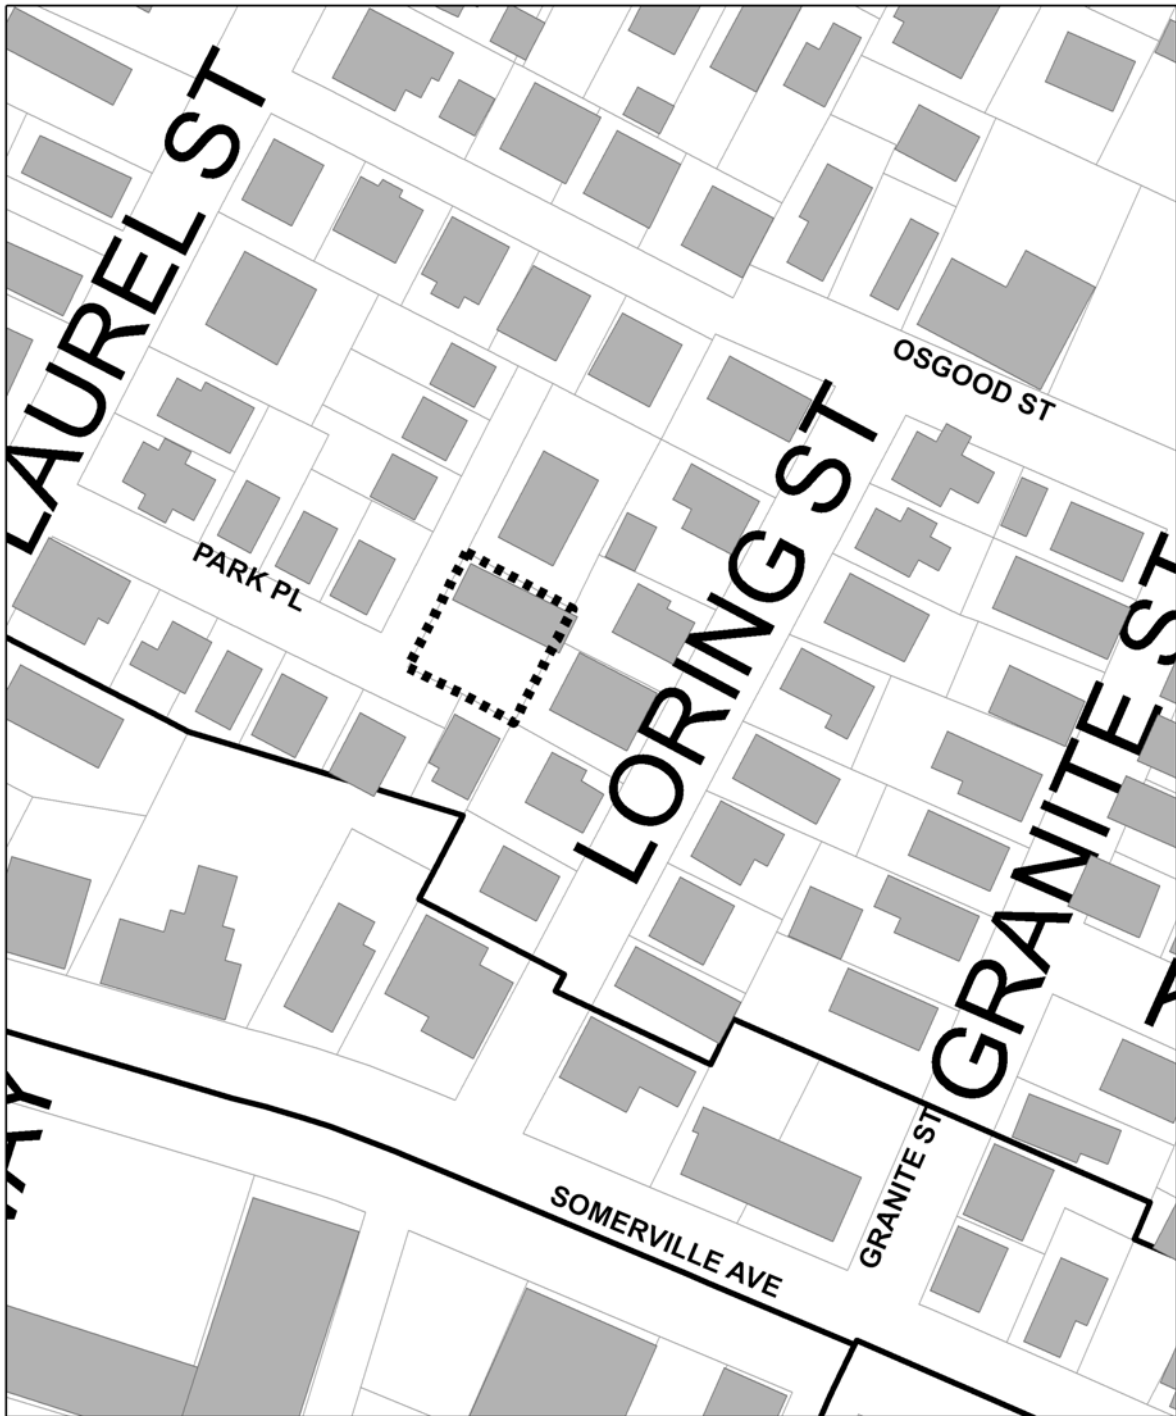 LAUREL ST
OSGOOD ST
PARK PL
LORING ST
GRANITE ST
GRANITE ST
SOMERVILLE AVE